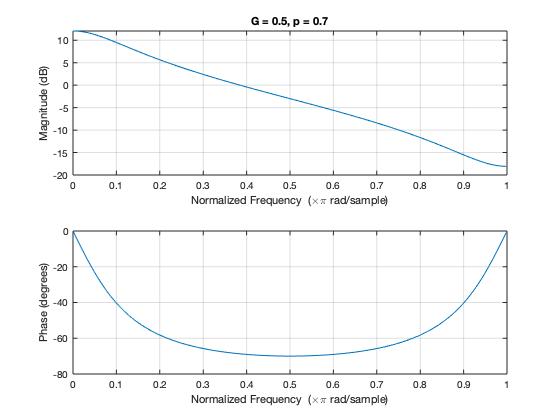 G = 0.5, p = 0.7
10
5
0
-5
-10
-15
-20
Magnitude (dB)
0 0.1 0.2 0.3 0.4 0.5 0.6 0.7 0.8 0.9 1
Normalized Frequency (×π rad/sample)
0
-20
-40
-60
-80
Phase (degrees)
0 0.1 0.2 0.3 0.4 0.5 0.6 0.7 0.8 0.9 1
Normalized Frequency (×π rad/sample)